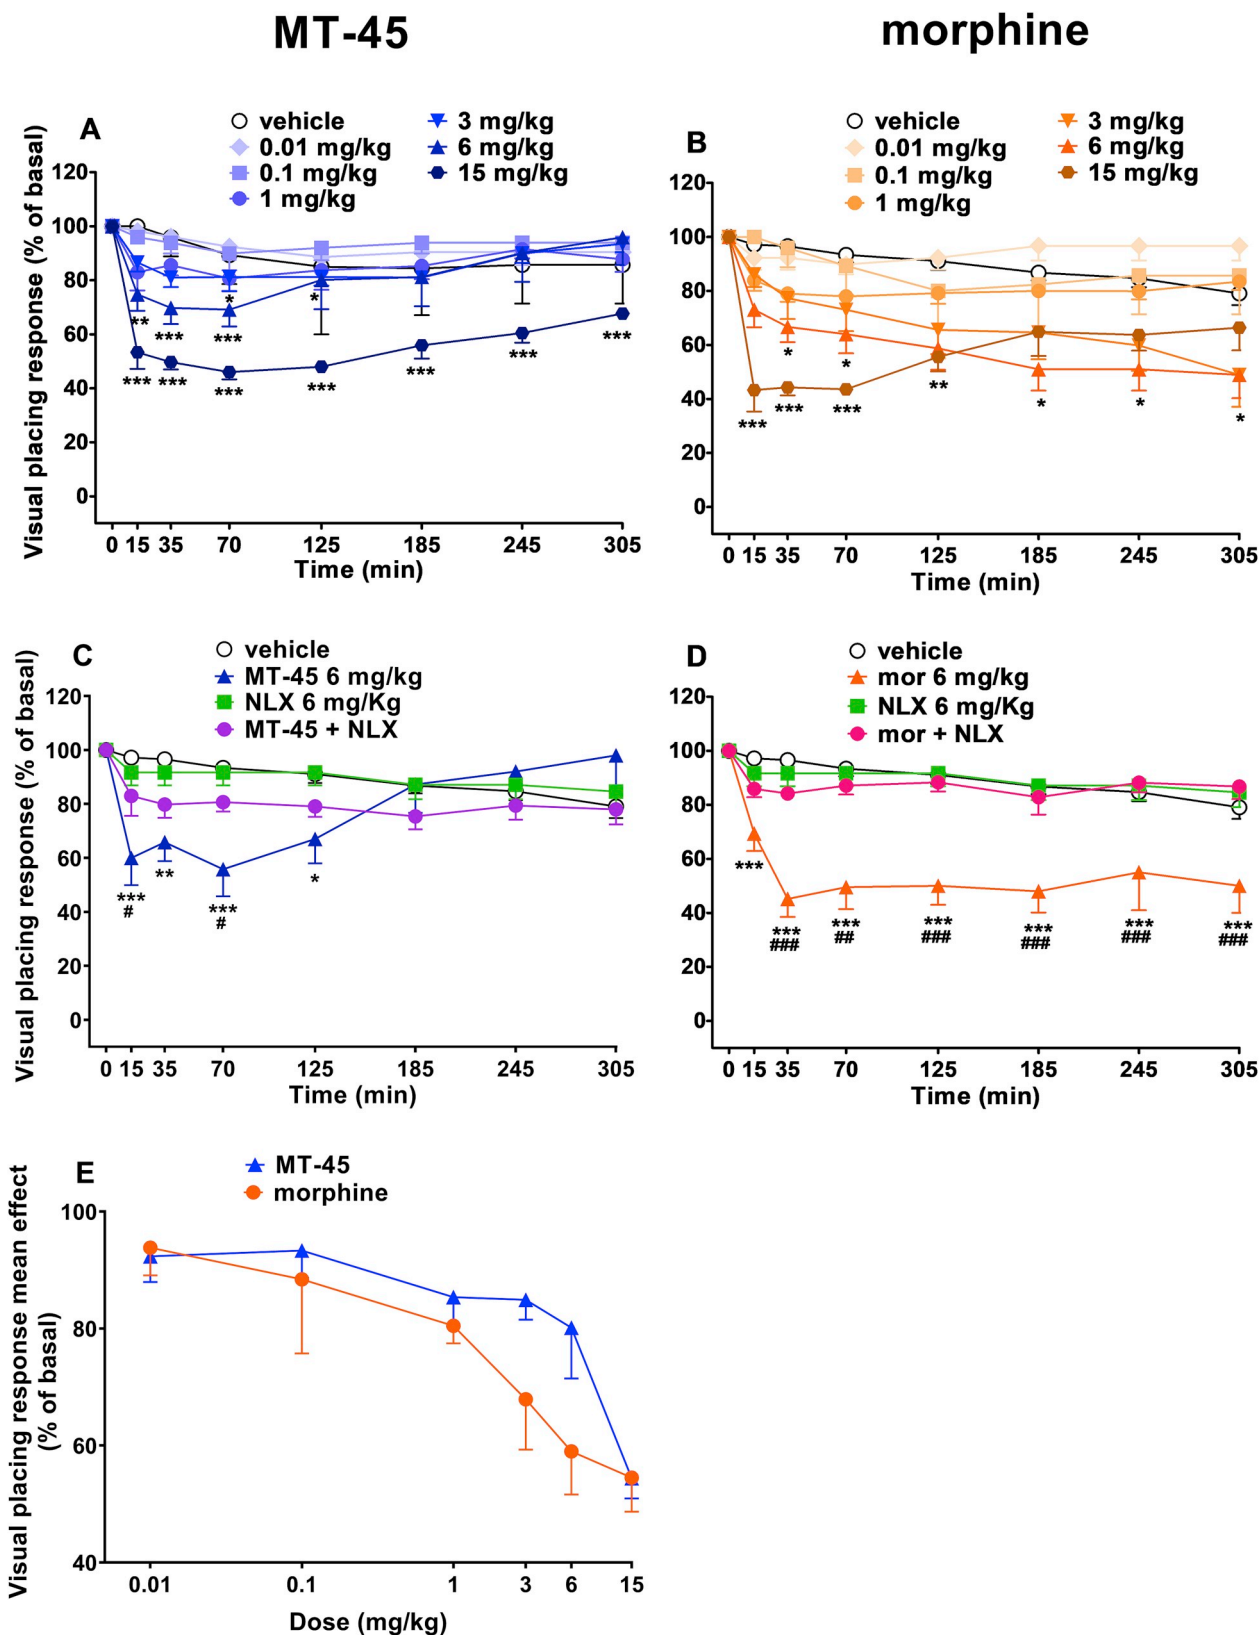 MT-45
morphine
A
vehicle
0.01 mg/kg
0.1 mg/kg
1 mg/kg
3 mg/kg
6 mg/kg
15 mg/kg
Visual placing response (% of basal)
120
100
80
60
40
20
0
** *** * *** *
*** *** *** *** *** *** ***
0 15 35 70 125 185 245 305
Time (min)
B
vehicle
0.01 mg/kg
0.1 mg/kg
1 mg/kg
3 mg/kg
6 mg/kg
15 mg/kg
120
100
80
60
40
20
0
* * ** * * *
*** *** ***
0 15 35 70 125 185 245 305
Time (min)
C
vehicle
MT-45 6 mg/kg
NLX 6 mg/Kg
MT-45 + NLX
Visual placing response (% of basal)
120
100
80
60
40
20
0
*** ** *** *
# #
0 15 35 70 125 185 245 305
Time (min)
D
vehicle
mor 6 mg/kg
NLX 6 mg/Kg
mor + NLX
120
100
80
60
40
20
0
*** *** *** *** *** *** ***
### ## ### ### ### ###
0 15 35 70 125 185 245 305
Time (min)
E
MT-45
morphine
Visual placing response mean effect
(% of basal)
100
80
60
40
0.01 0.1 1 3 6 15
Dose (mg/kg)